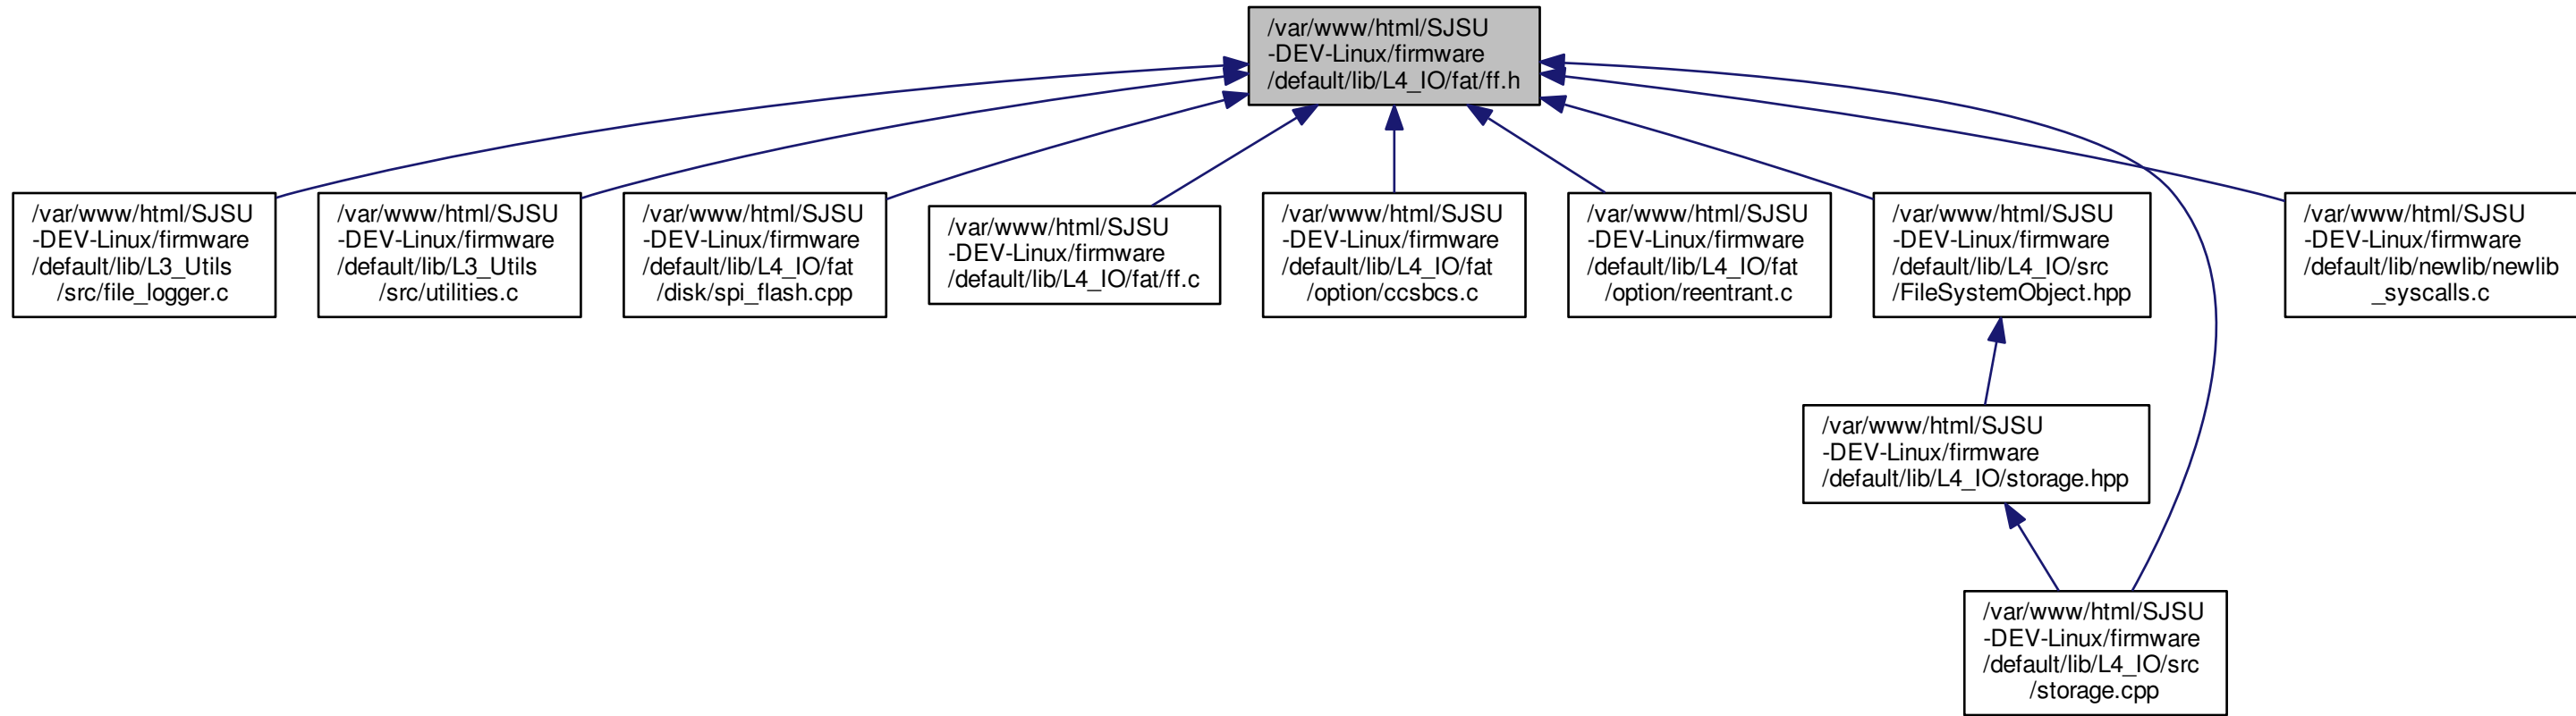 /var/www/html/SJSU
-DEV-Linux/firmware
/default/lib/L4_IO/fat/ff.h
/var/www/html/SJSU
-DEV-Linux/firmware
/default/lib/L3_Utils
/src/file_logger.c
/var/www/html/SJSU
-DEV-Linux/firmware
/default/lib/L3_Utils
/src/utilities.c
/var/www/html/SJSU
-DEV-Linux/firmware
/default/lib/L4_IO/fat
/disk/spi_flash.cpp
/var/www/html/SJSU
-DEV-Linux/firmware
/default/lib/L4_IO/fat/ff.c
/var/www/html/SJSU
-DEV-Linux/firmware
/default/lib/L4_IO/fat
/option/ccsbcs.c
/var/www/html/SJSU
-DEV-Linux/firmware
/default/lib/L4_IO/fat
/option/reentrant.c
/var/www/html/SJSU
-DEV-Linux/firmware
/default/lib/L4_IO/src
/FileSystemObject.hpp
/var/www/html/SJSU
-DEV-Linux/firmware
/default/lib/newlib/newlib
_syscalls.c
/var/www/html/SJSU
-DEV-Linux/firmware
/default/lib/L4_IO/storage.hpp
/var/www/html/SJSU
-DEV-Linux/firmware
/default/lib/L4_IO/src
/storage.cpp